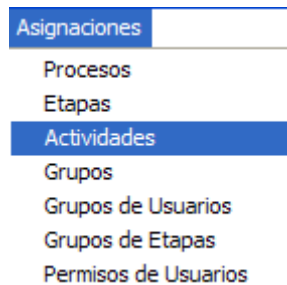 Asignaciones
Procesos
Etapas
Actividades
Grupos
Grupos de Usuarios
Grupos de Etapas
Permisos de Usuarios